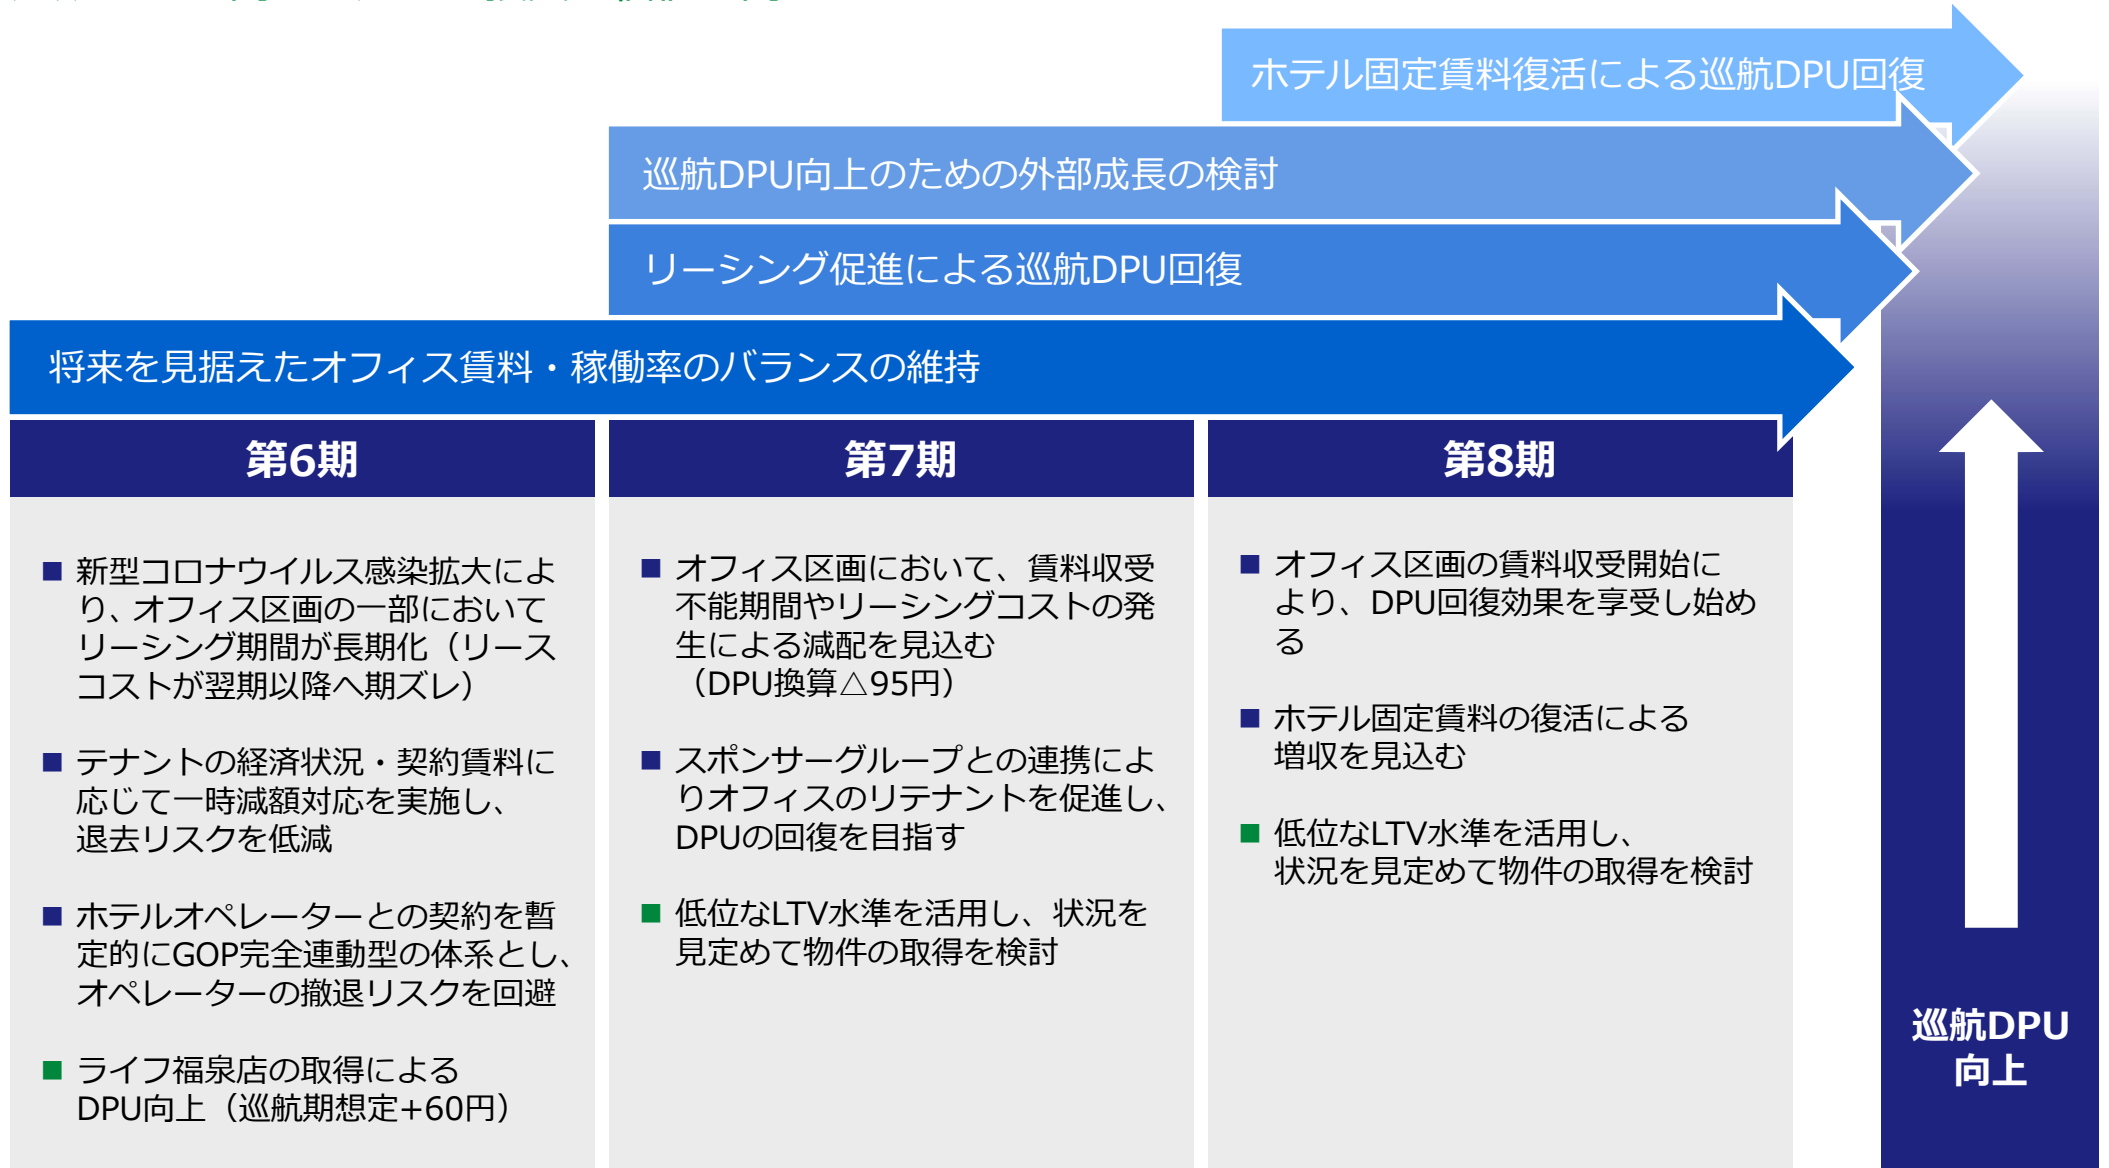 ホテル固定賃料復活による巡航DPU回復
巡航DPU向上のための外部成長の検討
リーシング促進による巡航DPU回復
将来を見据えたオフィス賃料・稼働率のバランスの維持
第6期
新型コロナウイルス感染拡大によ
り、オフィス区画の一部において
リーシング期間が長期化（リース
コストが翌期以降へ期ズレ）
テナントの経済状況・契約賃料に
応じて一時減額対応を実施し、
退去リスクを低減
ホテルオペレーターとの契約を暫
定的にGOP完全連動型の体系とし、
オペレーターの撤退リスクを回避
ライフ福泉店の取得による
DPU向上（巡航期想定+60円）
第7期
オフィス区画において、賃料収受
不能期間やリーシングコストの発
生による減配を見込む
（DPU換算△95円）
スポンサーグループとの連携によ
りオフィスのリテナントを促進し、
DPUの回復を目指す
低位なLTV水準を活用し、状況を
見定めて物件の取得を検討
第8期
オフィス区画の賃料収受開始に
より、DPU回復効果を享受し始め
る
ホテル固定賃料の復活による
増収を見込む
低位なLTV水準を活用し、
状況を見定めて物件の取得を検討
巡航DPU
向上